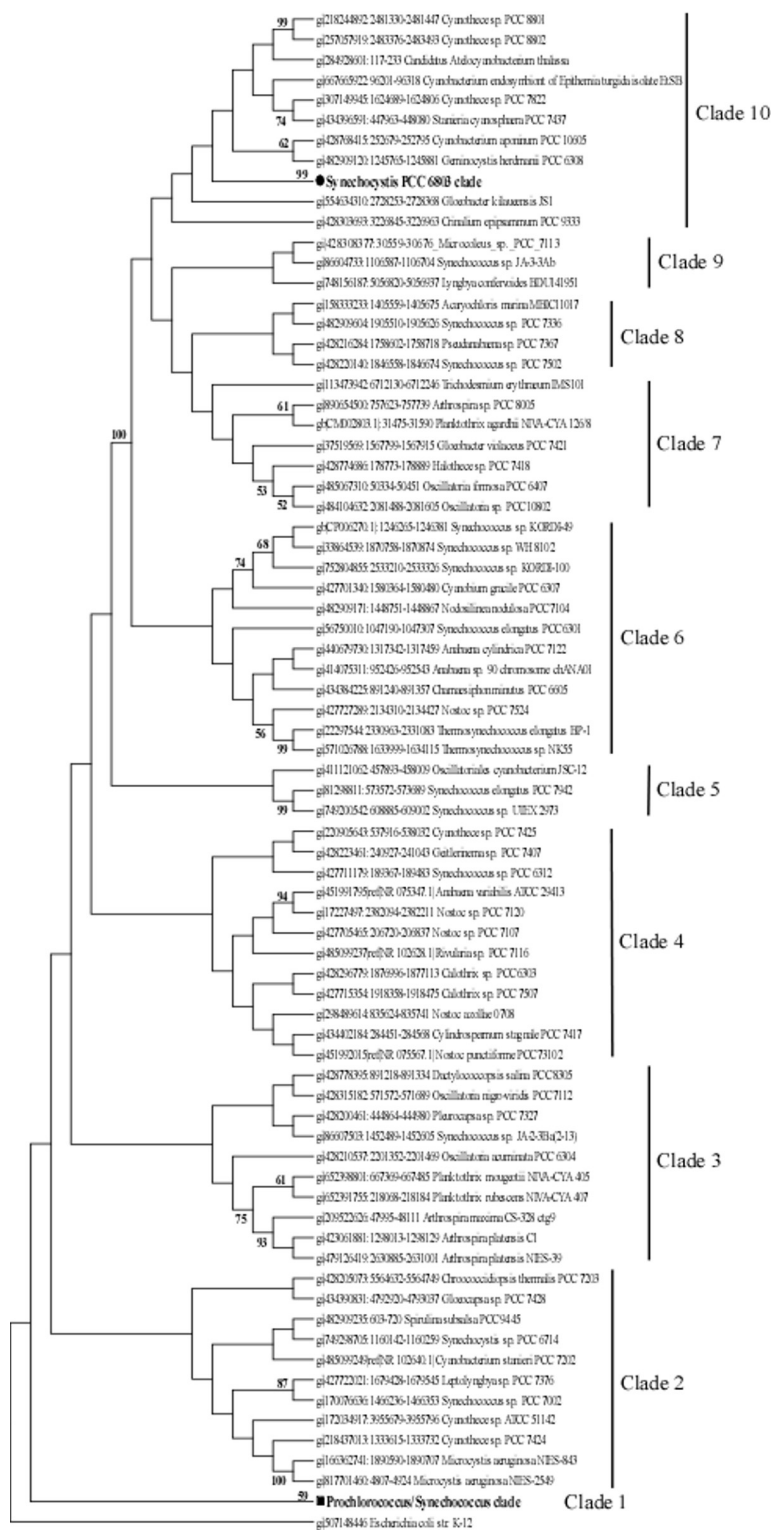 99
gi|218244892:2481330-2481447 Cyanothece sp. PCC 8801
gi|257057919:2483376-2483493 Cyanothece sp. PCC 8802
gi|284928601:117-233 Candidatus Atelocyanobacterium thalassa
gi|667665922:96201-96318 Cyanobacterium endosymbiont of Epithemia turgida isolate EtSB
gi|307149945:1624689-1624806 Cyanothece sp. PCC 7822
74
gi|434396591:447963-448080 Stanieria cyanosphaera PCC 7437
62
gi|428768415:252679-252795 Cyanobacterium aponinum PCC 10605
gi|482909120:1245765-1245881 Geminocystis herdmanii PCC 6308
99
Synechocystis PCC 6803 clade
gi|554634310:2728253-2728368 Gloeobacter kilaueensis JS1
gi|428303693:3226845-3226963 Crinalium epipsammum PCC 9333
Clade 10
gi|428308377:30559-30676_Microcoleus_sp._PCC_7113
gi|86604733:1106587-1106704 Synechococcus sp. JA-3-3Ab
gi|748156187:5056820-5056937 Lyngbya confervoides BDU141951
Clade 9
gi|158333233:1405559-1405675 Acaryochloris marina MBIC11017
gi|482909604:1905510-1905626 Synechococcus sp. PCC 7336
gi|428216284:1758602-1758718 Pseudanabaena sp. PCC 7367
gi|428220140:1846558-1846674 Synechococcus sp. PCC 7502
Clade 8
gi|113473942:6712130-6712246 Trichodesmium erythraeum IMS101
61
gi|890654500:757623-757739 Arthrospira sp. PCC 8005
gb|CM002803.1|:31475-31590 Planktothrix agardhii NIVA-CYA 126/8
gi|37519569:1567799-1567915 Gloeobacter violaceus PCC 7421
gi|428774686:178773-178889 Halothece sp. PCC 7418
53
gi|485067310:50334-50451 Oscillatoria formosa PCC 6407
52
gi|484104632:2081488-2081605 Oscillatoria sp. PCC10802
Clade 7
100
gb|CP006270.1|:1246265-1246381 Synechococcus sp. KORDI-49
68
gi|33864539:1870758-1870874 Synechococcus sp. WH 8102
74
gi|752804855:2533210-2533326 Synechococcus sp. KORDI-100
gi|427701340:1580364-1580480 Cyanobium gracile PCC 6307
gi|482909171:1448751-1448867 Nodosilinea nodulosa PCC7104
gi|56750010:1047190-1047307 Synechococcus elongatus PCC6301
gi|440679730:1317342-1317459 Anabaena cylindrica PCC 7122
gi|414075311:952426-952543 Anabaena sp. 90 chromosome chANA01
gi|434384225:891240-891357 Chamaesiphon minutus PCC 6605
gi|427727289:2134310-2134427 Nostoc sp. PCC 7524
56
gi|22297544:2330963-2331083 Thermosynechococcus elongatus BP-1
99
gi|571026788:1633999-1634115 Thermosynechococcus sp. NK55
Clade 6
gi|411121062:457893-458009 Oscillatoriales cyanobacterium JSC-12
gi|81298811:573572-573689 Synechococcus elongatus PCC 7942
99
gi|749200542:608885-609002 Synechococcus sp. UTEX 2973
Clade 5
gi|220905643:537916-538032 Cyanothece sp. PCC 7425
gi|428223461:240927-241043 Geitlerinema sp. PCC 7407
gi|427711179:189367-189483 Synechococcus sp. PCC 6312
94
gi|451991795|ref|NR 075347.1| Anabaena variabilis ATCC 29413
gi|17227497:2382094-2382211 Nostoc sp. PCC 7120
gi|427705465:206720-206837 Nostoc sp. PCC 7107
gi|485099237|ref|NR 102628.1| Rivularia sp. PCC 7116
gi|428296779:1876996-1877113 Calothrix sp. PCC 6303
gi|427715354:1918358-1918475 Calothrix sp. PCC 7507
gi|298489614:835624-835741 Nostoc azollae 0708
gi|434402184:284451-284568 Cylindrospermum stagnale PCC 7417
gi|451992015|ref|NR 075567.1| Nostoc punctiforme PCC73102
Clade 4
gi|428778395:891218-891334 Dactylococcopsis salina PCC8305
gi|428315182:571572-571689 Oscillatoria nigro-viridis PCC7112
gi|428200461:444864-444980 Pleurocapsa sp. PCC 7327
gi|86607503:1452489-1452605 Synechococcus sp. JA-2-3B'a(2-13)
gi|428210537:2201352-2201469 Oscillatoria acuminata PCC 6304
61
gi|652398801:667369-667485 Planktothrix mougeotii NIVA-CYA 405
gi|652391755:218068-218184 Planktothrix rubescens NIVA-CYA 407
75
gi|209522626:47995-48111 Arthrospira maxima CS-328 ctg9
93
gi|423061881:1298013-1298129 Arthrospira platensis C1
gi|479126419:2630885-2631001 Arthrospira platensis NIES-39
Clade 3
gi|428205073:5564632-5564749 Chroococcidiopsis thermalis PCC 7203
gi|434390831:4792920-4793037 Gloeocapsa sp. PCC 7428
gi|482909235:603-720 Spirulina subsalsa PCC9445
gi|749298705:1160142-1160259 Synechocystis sp. PCC 6714
gi|485099249|ref|NR 102640.1| Cyanobacterium stanieri PCC 7202
87
gi|427722021:1679428-1679545 Leptolyngbya sp. PCC 7376
gi|170076636:1466236-1466353 Synechococcus sp. PCC 7002
gi|172034917:3955679-3955796 Cyanothece sp. ATCC 51142
gi|218437013:1333615-1333732 Cyanothece sp. PCC 7424
gi|166362741:1890590-1890707 Microcystis aeruginosa NIES-843
100
gi|817701460:4807-4924 Microcystis aeruginosa NIES-2549
Clade 2
59
Prochlorococcus/Synechococcus clade
Clade 1
gi|507148446 Escherichia coli str. K-12